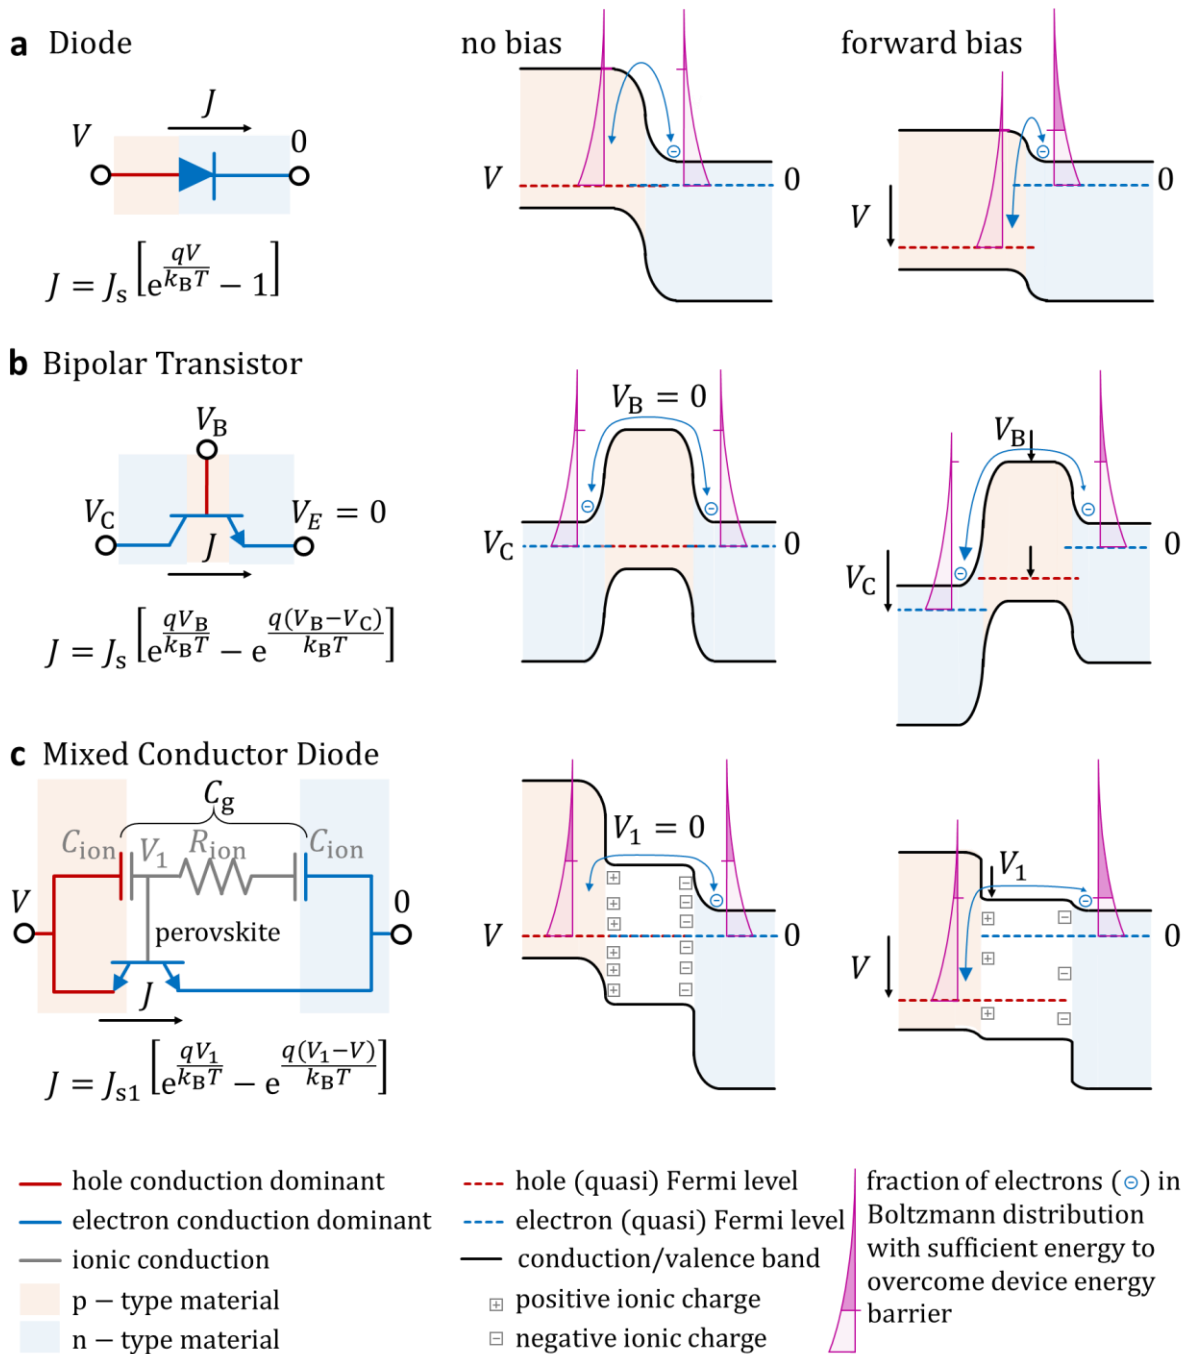 a Diode
no bias
forward bias
J
V
0
V
0
V
0
J = Js [e^(qV/kBT) − 1]
b Bipolar Transistor
VB
VB = 0
VB
VC
VE = 0
J
VC
0
VC
0
J = Js [e^(qVB/kBT) − e^(q(VB−VC)/kBT)]
c Mixed Conductor Diode
Cg
Cion
V1
Rion
Cion
V1 = 0
V1
V
0
perovskite
J
V
0
V
0
J = Js1 [e^(qV1/kBT) − e^(q(V1−V)/kBT)]
hole conduction dominant
electron conduction dominant
ionic conduction
p − type material
n − type material
hole (quasi) Fermi level
electron (quasi) Fermi level
conduction/valence band
+ positive ionic charge
− negative ionic charge
fraction of electrons (−) in
Boltzmann distribution
with sufficient energy to
overcome device energy
barrier